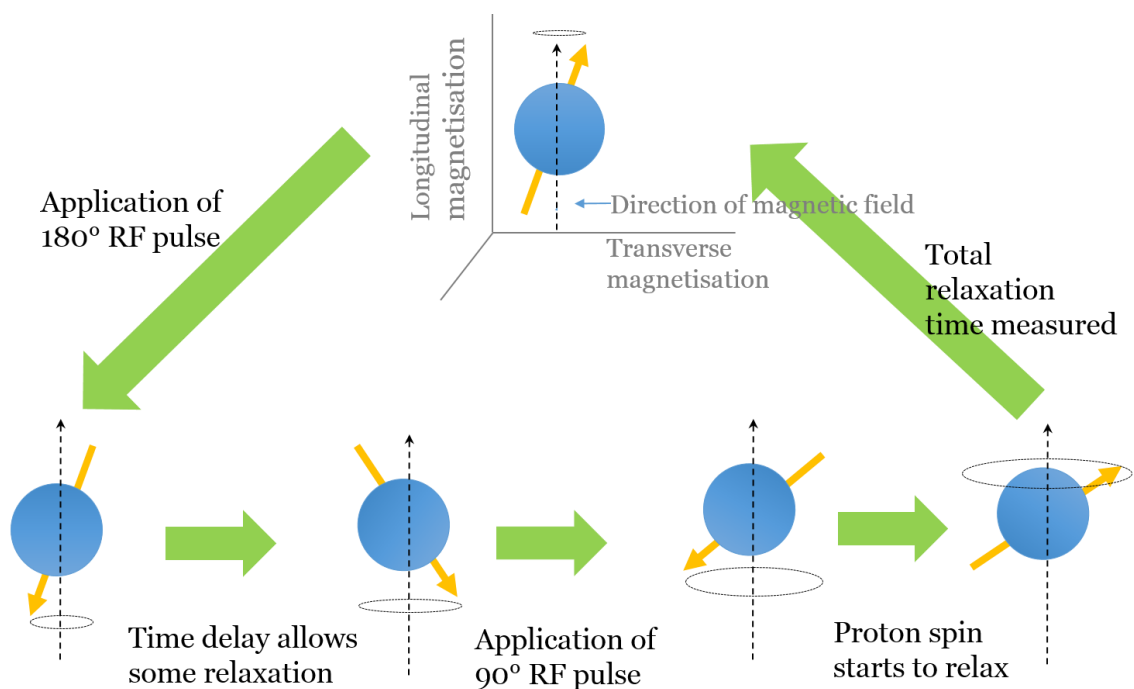 Longitudinal
magnetisation
Direction of magnetic field
Transverse
magnetisation
Application of
180° RF pulse
Total
relaxation
time measured
Time delay allows
some relaxation
Application of
90° RF pulse
Proton spin
starts to relax